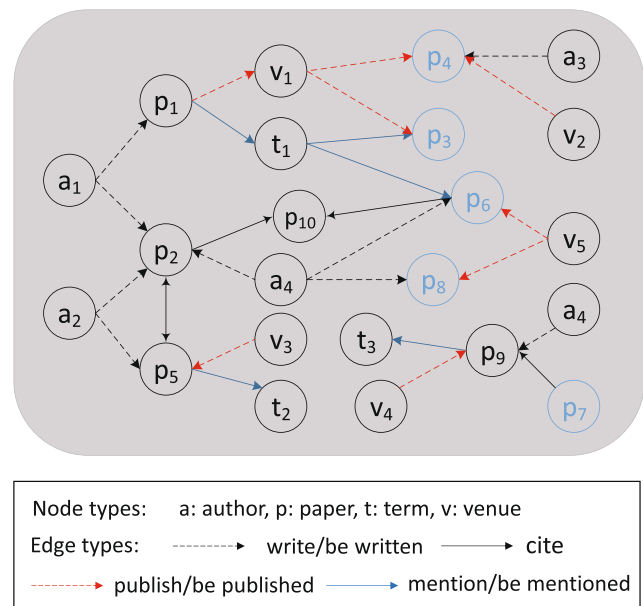 v₁ p₄ a₃
p₁
t₁ p₃ v₂
a₁
p₁₀ p₆
p₂ a₄ p₈ v₅
a₂ a₄
p₅ v₃ t₃ p₉
t₂ v₄ p₇
Node types: a: author, p: paper, t: term, v: venue
Edge types: write/be written cite
publish/be published mention/be mentioned